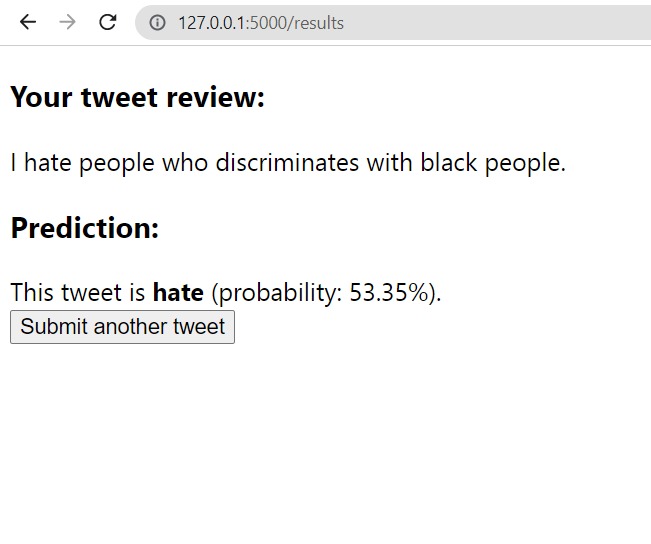 127.0.0.1:5000/results
Your tweet review:
I hate people who discriminates with black people.
Prediction:
This tweet is hate (probability: 53.35%).
Submit another tweet